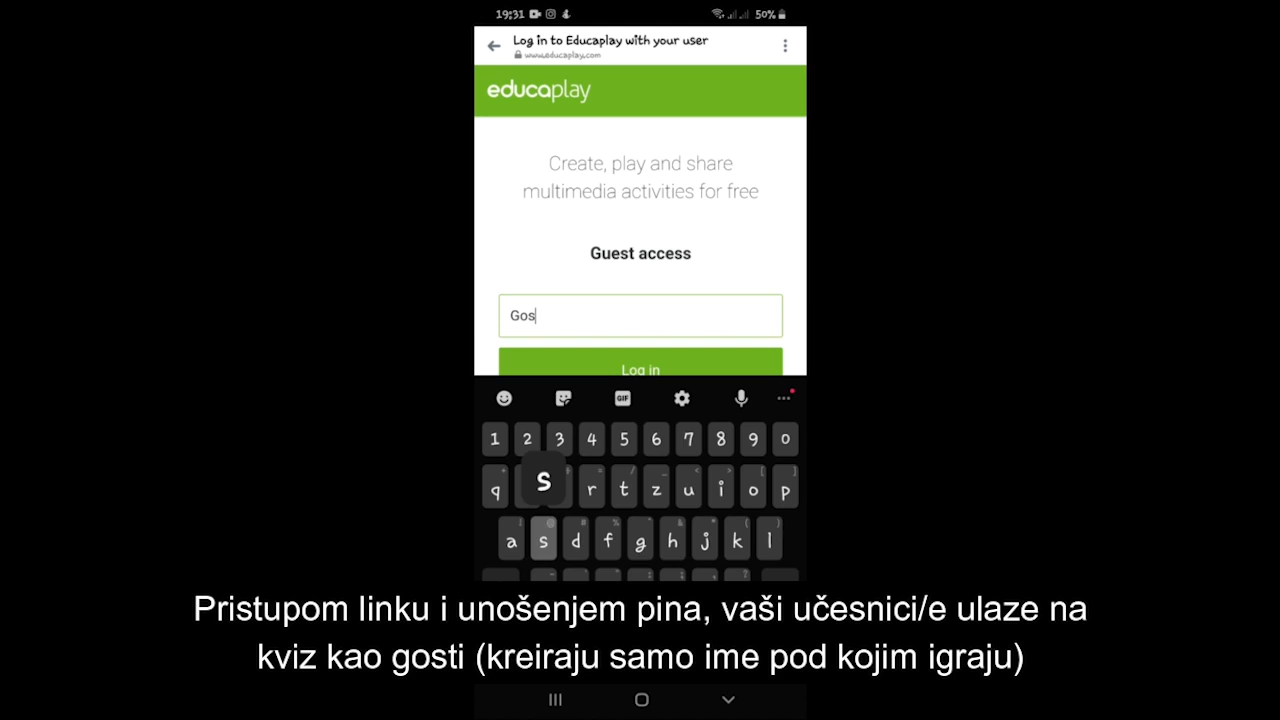 19:31 50%
Log in to Educaplay with your user
www.educaplay.com
educaplay
Create, play and share
multimedia activities for free
Guest access
Gos
Log in
GIF
1 2 3 4 5 6 7 8 9 0
s
q r t z u i o p
a s d f g h j k l
Pristupom linku i unošenjem pina, vaši učesnici/e ulaze na
kviz kao gosti (kreiraju samo ime pod kojim igraju)